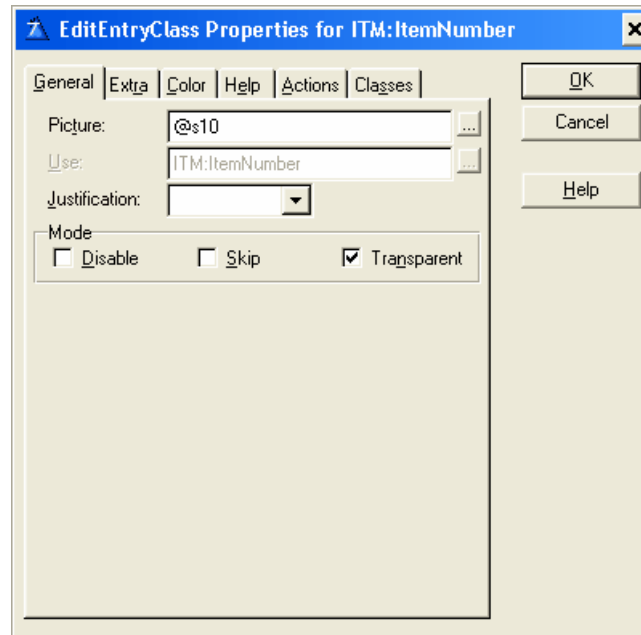 EditEntryClass Properties for ITM:ItemNumber
General Extra Color Help Actions Classes
OK
Picture: @s10 ...
Cancel
Use: ITM:ItemNumber ...
Justification:
Help
Mode
Disable Skip Transparent